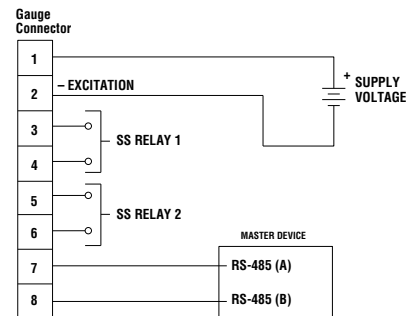 Gauge
Connector
1
2
3
4
5
6
7
8
– EXCITATION
+ SUPPLY
VOLTAGE
SS RELAY 1
SS RELAY 2
MASTER DEVICE
RS-485 (A)
RS-485 (B)